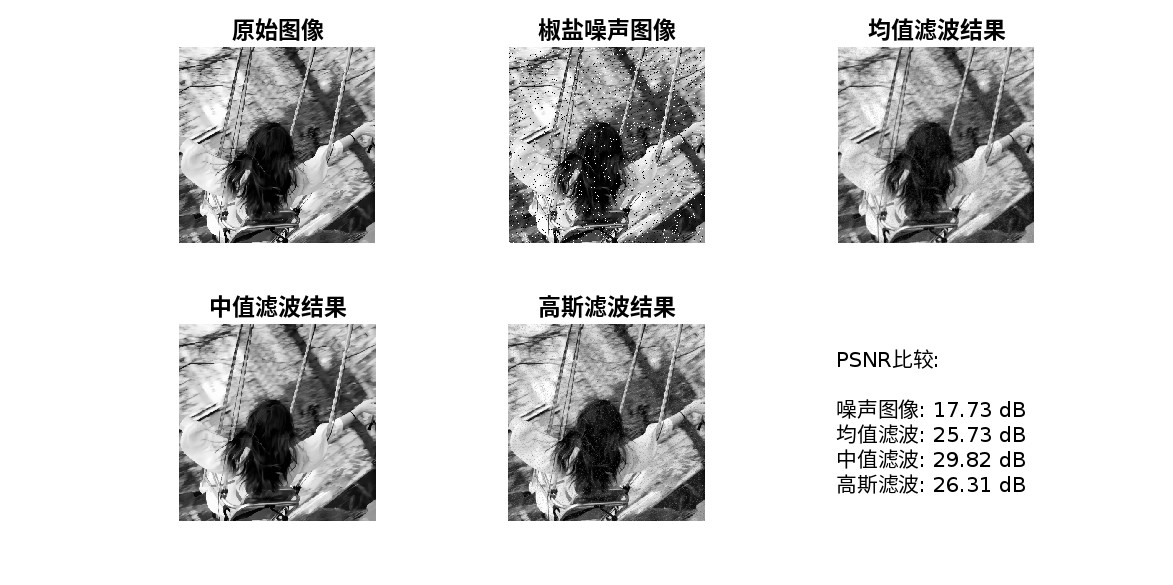 原始图像
椒盐噪声图像
均值滤波结果
中值滤波结果
高斯滤波结果
PSNR比较:
噪声图像: 17.73 dB
均值滤波: 25.73 dB
中值滤波: 29.82 dB
高斯滤波: 26.31 dB